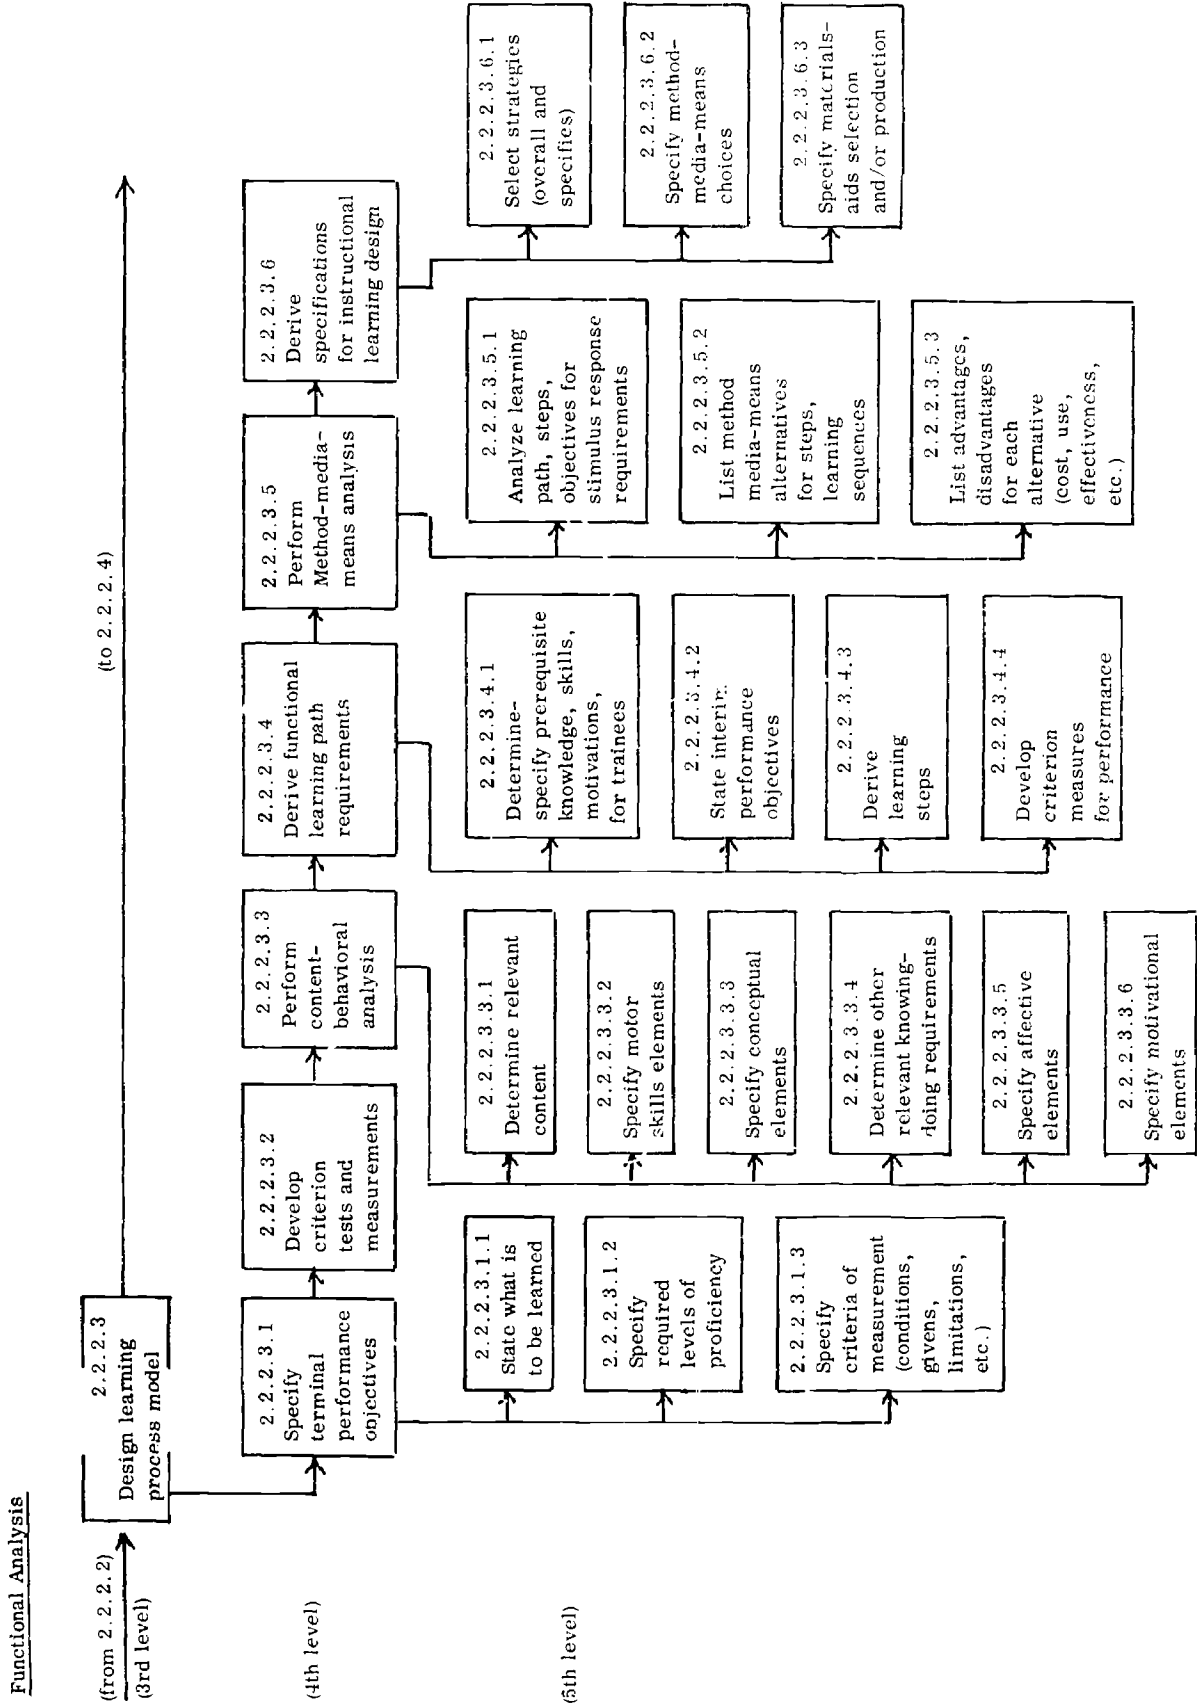 Functional Analysis
(from 2.2.2.2)
(3rd level)
2.2.2.3
Design learning
process model
(to 2.2.2.4)
(4th level)
2.2.2.3.1
Specify
terminal
performance
objectives
2.2.2.3.2
Develop
criterion
tests and
measurements
2.2.2.3.3
Perform
content-
behavioral
analysis
2.2.2.3.4
Derive functional
learning path
requirements
2.2.2.3.5
Perform
Method-media-
means analysis
2.2.2.3.6
Derive
specifications
for instructional
learning design
(5th level)
2.2.2.3.1.1
State what is
to be learned
2.2.2.3.1.2
Specify
required
levels of
proficiency
2.2.2.3.1.3
Specify
criteria of
measurement
(conditions,
givens,
limitations,
etc.)
2.2.2.3.3.1
Determine relevant
content
2.2.2.3.3.2
Specify motor
skills elements
2.2.2.3.3.3
Specify conceptual
elements
2.2.2.3.3.4
Determine other
relevant knowing-
doing requirements
2.2.2.3.3.5
Specify affective
elements
2.2.2.3.3.6
Specify motivational
elements
2.2.2.3.4.1
Determine-
specify prerequisite
knowledge, skills,
motivations,
for trainees
2.2.2.3.4.2
State interim
performance
objectives
2.2.2.3.4.3
Derive
learning
steps
2.2.2.3.4.4
Develop
criterion
measures
for performance
2.2.2.3.5.1
Analyze learning
path, steps,
objectives for
stimulus response
requirements
2.2.2.3.5.2
List method
media-means
alternatives
for steps,
learning
sequences
2.2.2.3.5.3
List advantages,
disadvantages
for each
alternative
(cost, use,
effectiveness,
etc.)
2.2.2.3.6.1
Select strategies
(overall and
specifics)
2.2.2.3.6.2
Specify method-
media-means
choices
2.2.2.3.6.3
Specify materials-
aids selection
and/or production